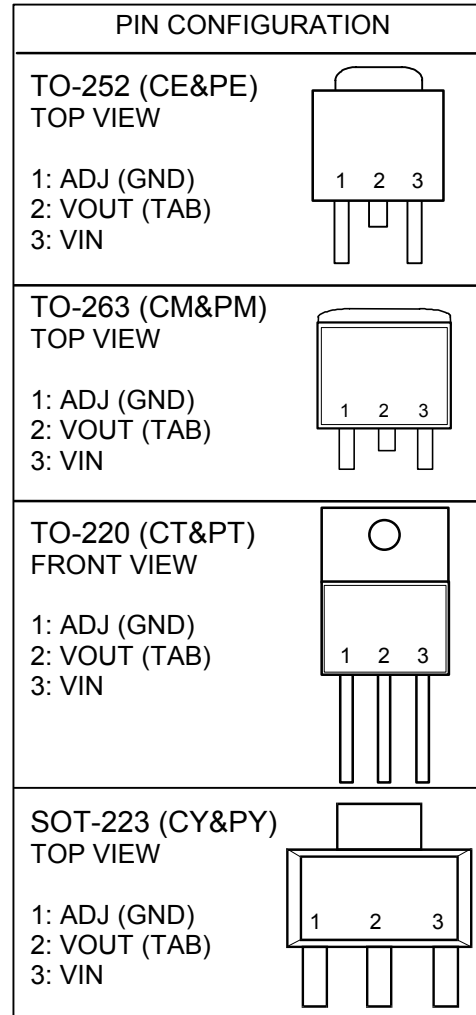 PIN CONFIGURATION
TO-252 (CE&PE)
TOP VIEW
1: ADJ (GND)
2: VOUT (TAB)
3: VIN
1 2 3
TO-263 (CM&PM)
TOP VIEW
1: ADJ (GND)
2: VOUT (TAB)
3: VIN
1 2 3
TO-220 (CT&PT)
FRONT VIEW
1: ADJ (GND)
2: VOUT (TAB)
3: VIN
1 2 3
SOT-223 (CY&PY)
TOP VIEW
1: ADJ (GND)
2: VOUT (TAB)
3: VIN
1 2 3